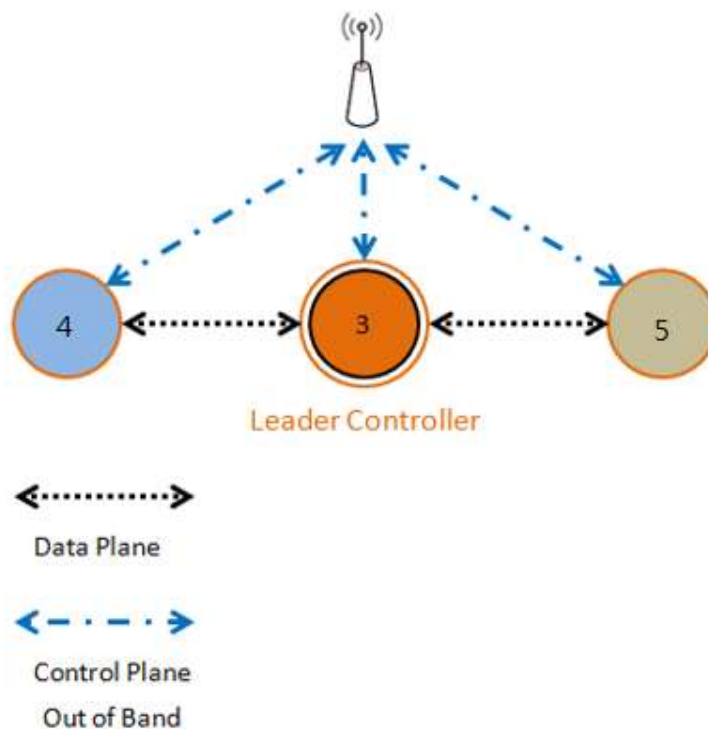 4 3 5
Leader Controller
Data Plane
Control Plane
Out of Band